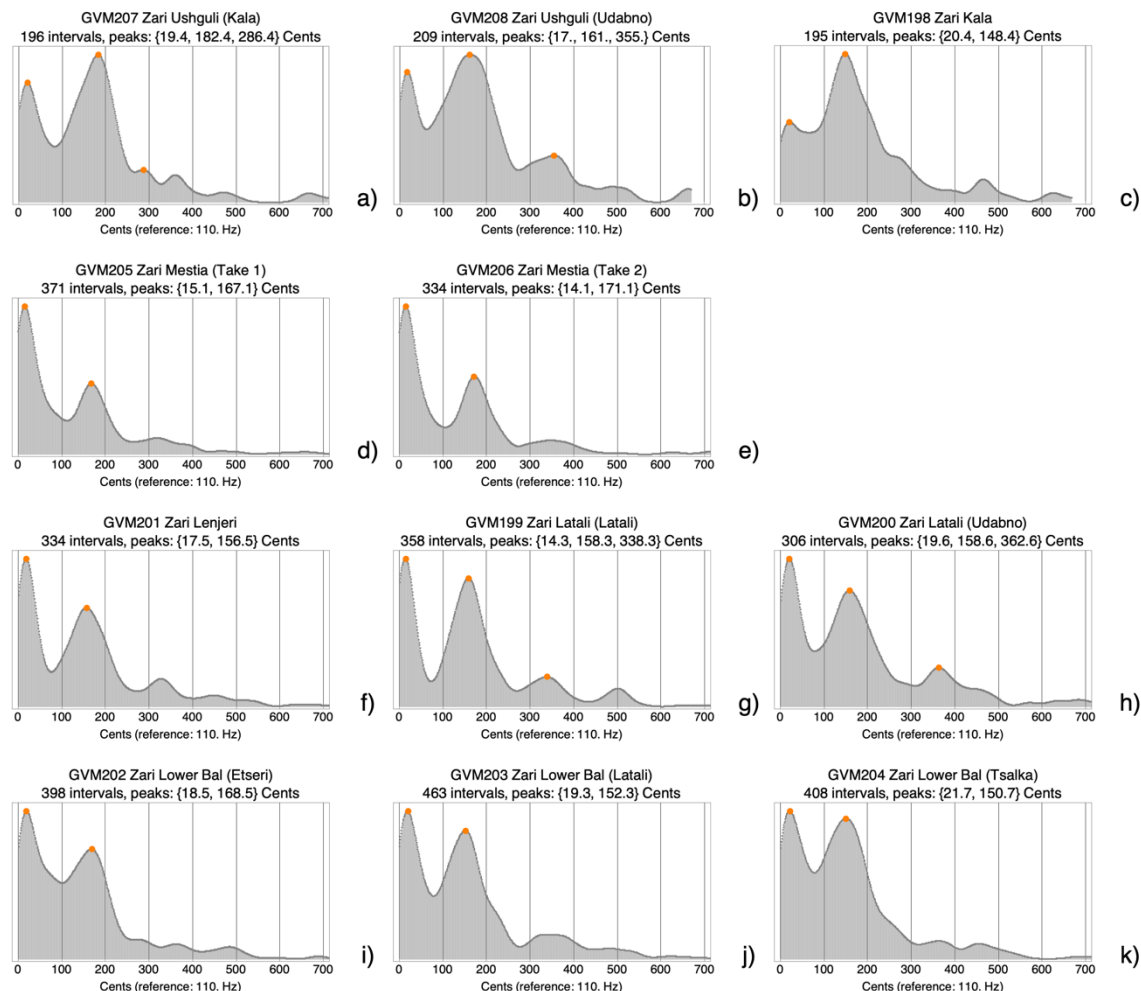 GVM207 Zari Ushguli (Kala)
196 intervals, peaks: {19.4, 182.4, 286.4} Cents
0 100 200 300 400 500 600 700
Cents (reference: 110. Hz)
a)
GVM208 Zari Ushguli (Udabno)
209 intervals, peaks: {17., 161., 355.} Cents
0 100 200 300 400 500 600 700
Cents (reference: 110. Hz)
b)
GVM198 Zari Kala
195 intervals, peaks: {20.4, 148.4} Cents
0 100 200 300 400 500 600 700
Cents (reference: 110. Hz)
c)
GVM205 Zari Mestia (Take 1)
371 intervals, peaks: {15.1, 167.1} Cents
0 100 200 300 400 500 600 700
Cents (reference: 110. Hz)
d)
GVM206 Zari Mestia (Take 2)
334 intervals, peaks: {14.1, 171.1} Cents
0 100 200 300 400 500 600 700
Cents (reference: 110. Hz)
e)
GVM201 Zari Lenjeri
334 intervals, peaks: {17.5, 156.5} Cents
0 100 200 300 400 500 600 700
Cents (reference: 110. Hz)
f)
GVM199 Zari Latali (Latali)
358 intervals, peaks: {14.3, 158.3, 338.3} Cents
0 100 200 300 400 500 600 700
Cents (reference: 110. Hz)
g)
GVM200 Zari Latali (Udabno)
306 intervals, peaks: {19.6, 158.6, 362.6} Cents
0 100 200 300 400 500 600 700
Cents (reference: 110. Hz)
h)
GVM202 Zari Lower Bal (Etseri)
398 intervals, peaks: {18.5, 168.5} Cents
0 100 200 300 400 500 600 700
Cents (reference: 110. Hz)
i)
GVM203 Zari Lower Bal (Latali)
463 intervals, peaks: {19.3, 152.3} Cents
0 100 200 300 400 500 600 700
Cents (reference: 110. Hz)
j)
GVM204 Zari Lower Bal (Tsalka)
408 intervals, peaks: {21.7, 150.7} Cents
0 100 200 300 400 500 600 700
Cents (reference: 110. Hz)
k)